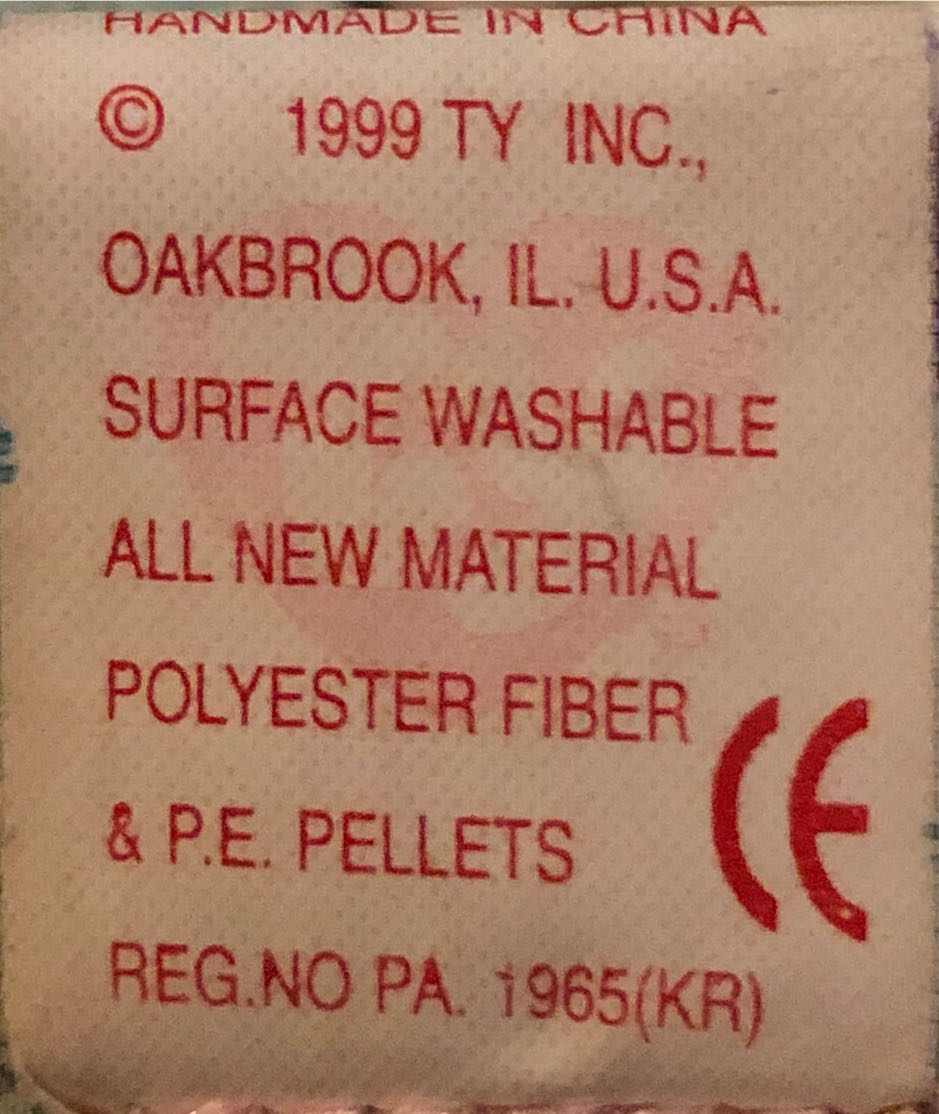 HANDMADE IN CHINA
© 1999 TY INC.,
OAKBROOK, IL. U.S.A.
SURFACE WASHABLE
ALL NEW MATERIAL
POLYESTER FIBER
& P.E. PELLETS
CE
REG.NO PA. 1965(KR)